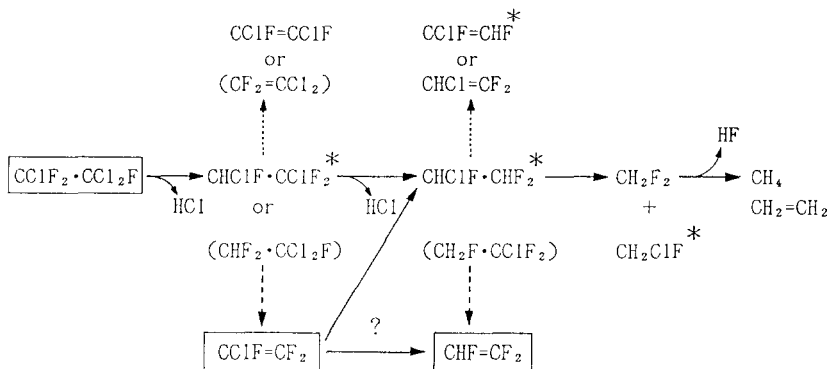 CClF=CClF
or
(CF₂=CCl₂)
CClF=CHF*
or
CHCl=CF₂
HF
CClF₂·CCl₂F
CHClF·CClF₂*
CHClF·CHF₂*
CH₂F₂
CH₄
HCl
or
HCl
+
CH₂=CH₂
(CHF₂·CCl₂F)
(CH₂F·CClF₂)
CH₂ClF*
?
CClF=CF₂
CHF=CF₂